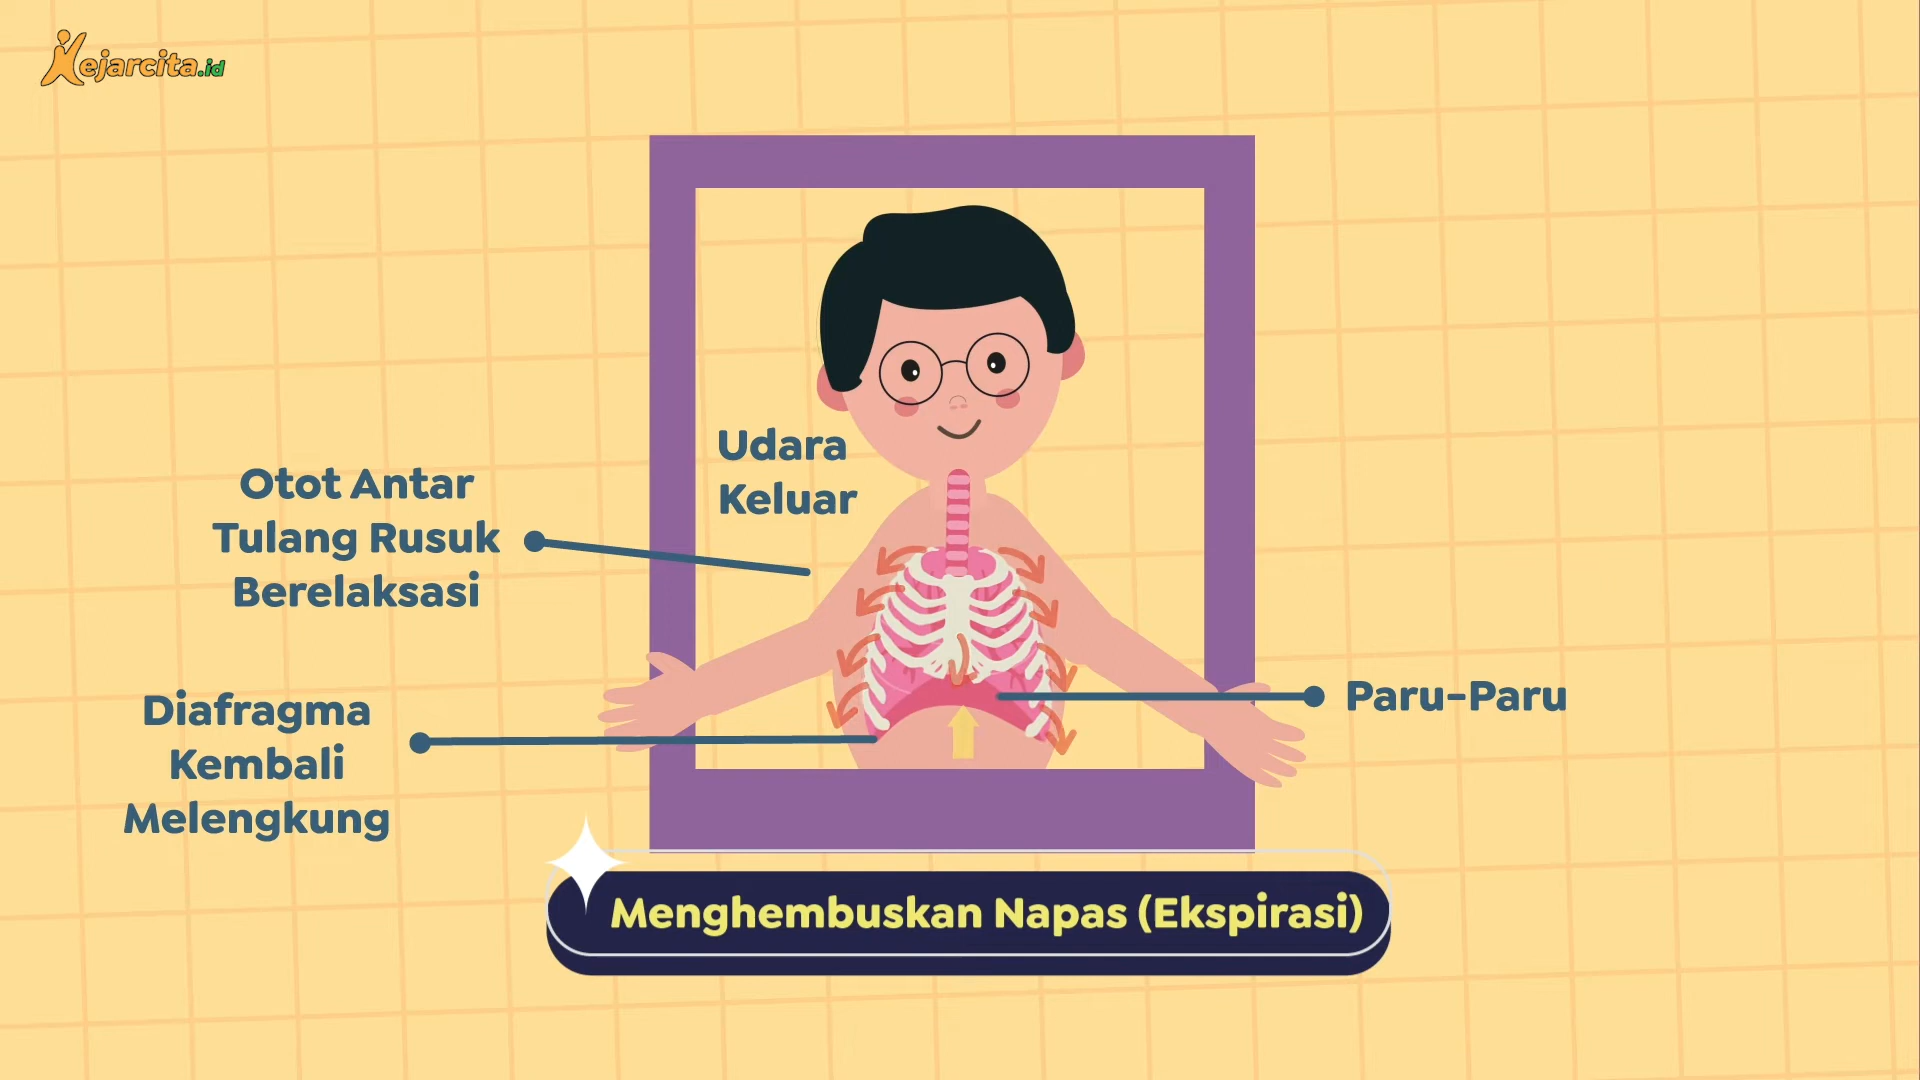 Kejarcita.id
Udara
Keluar
Otot Antar
Tulang Rusuk
Berelaksasi
Diafragma
Kembali
Melengkung
Paru-Paru
Menghembuskan Napas (Ekspirasi)